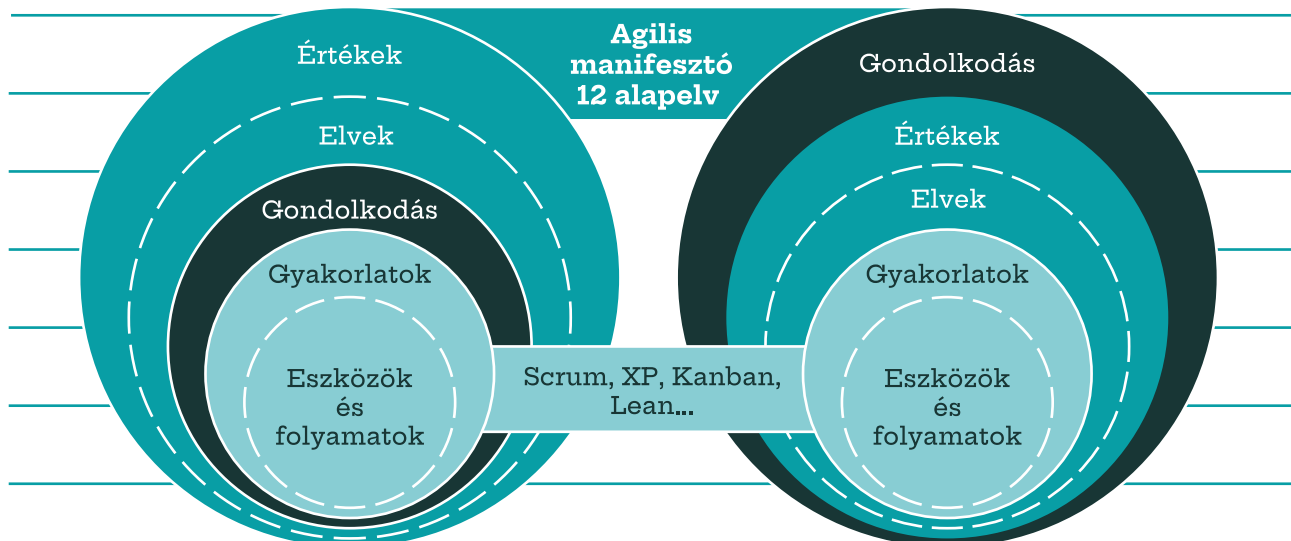 Értékek
Elvek
Gondolkodás
Gyakorlatok
Eszközök
és
folyamatok
Agilis
manifesztó
12 alapelv
Scrum, XP, Kanban,
Lean...
Gondolkodás
Értékek
Elvek
Gyakorlatok
Eszközök
és
folyamatok